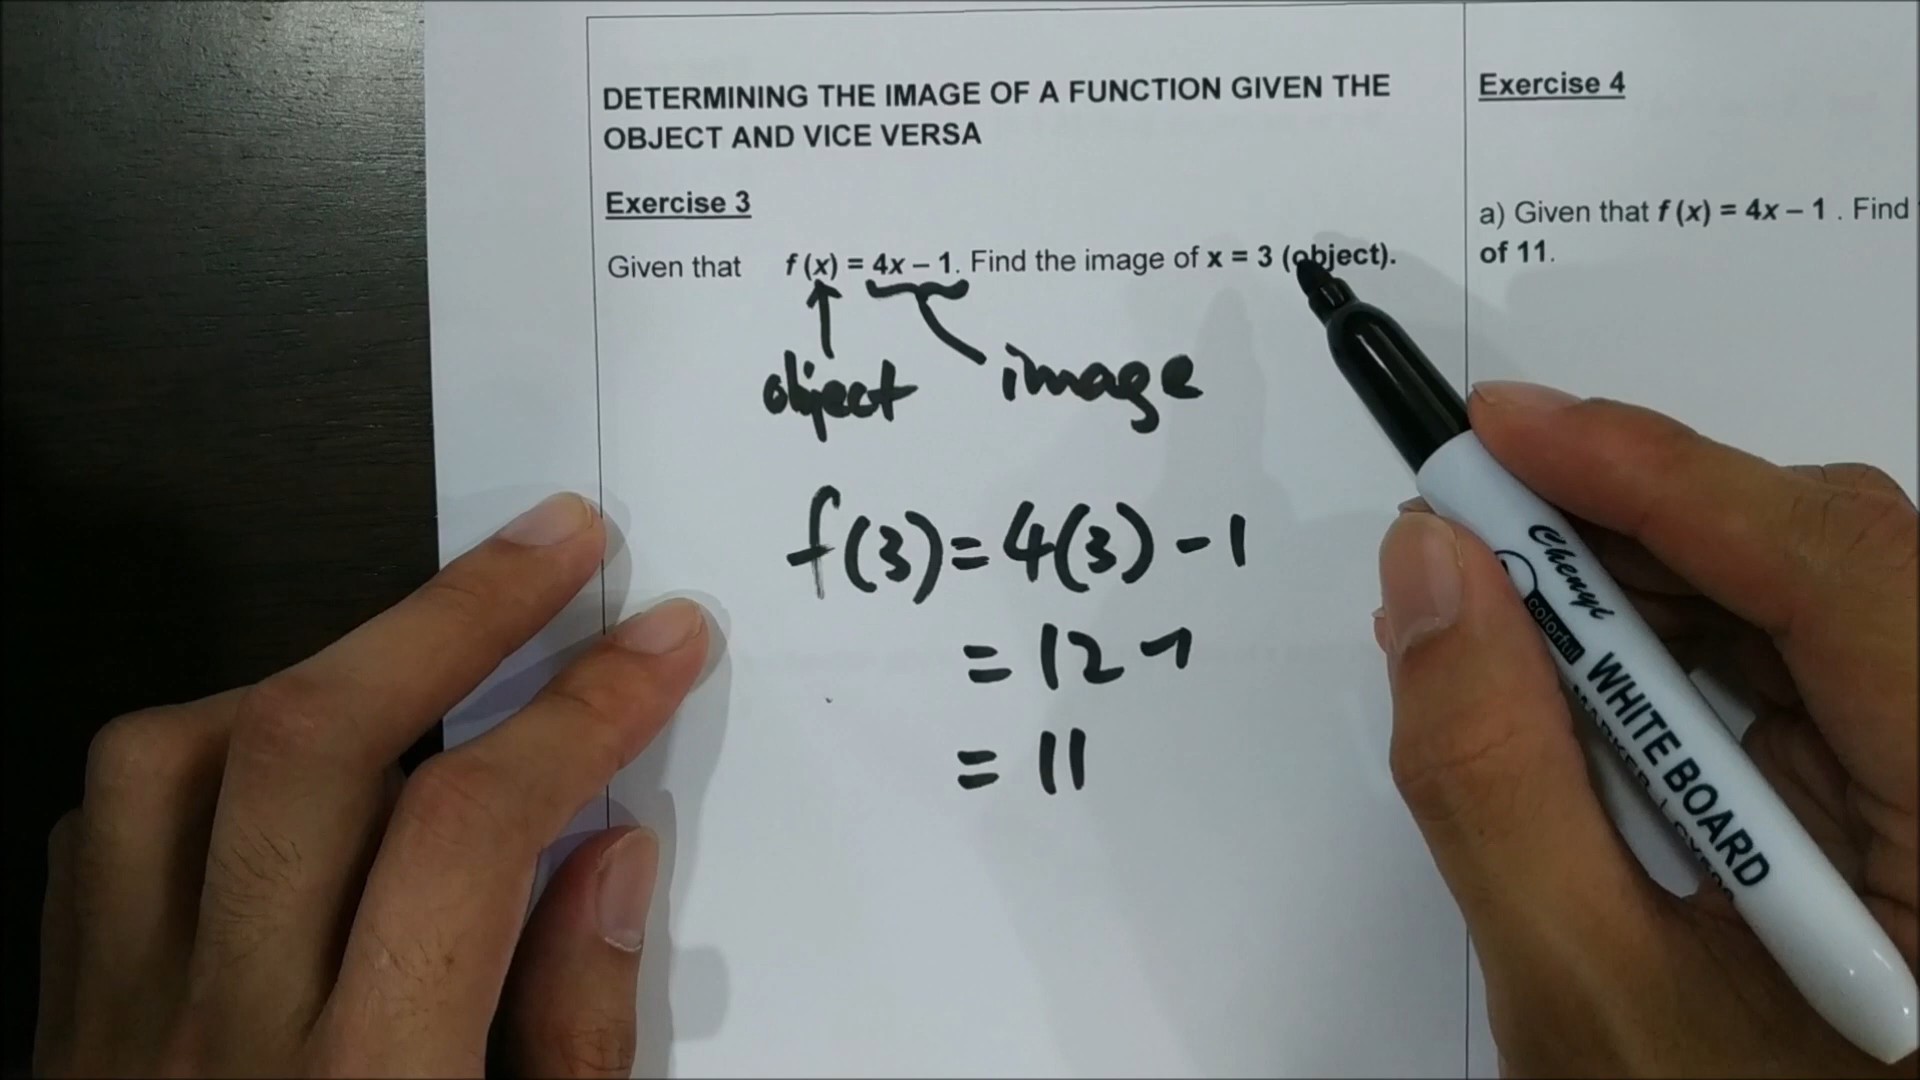 DETERMINING THE IMAGE OF A FUNCTION GIVEN THE
OBJECT AND VICE VERSA
Exercise 3
Given that f (x) = 4x – 1. Find the image of x = 3 (object).
object image
f(3) = 4(3) - 1
= 12 - 1
= 11
Exercise 4
a) Given that f (x) = 4x – 1 . Find
of 11.
Chenyi
colorful
WHITE BOARD